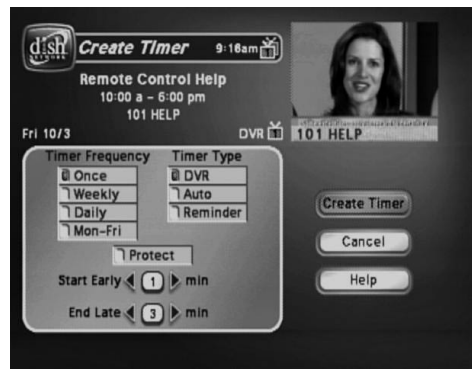 dish
NETWORK
Create Timer 9:16am
Remote Control Help
10:00 a - 6:00 pm
101 HELP
Fri 10/3 DVR 1
101 HELP
Timer Frequency Timer Type
Once DVR
Weekly Auto
Daily Reminder
Mon-Fri
Protect
Start Early 1 min
End Late 3 min
Create Timer
Cancel
Help